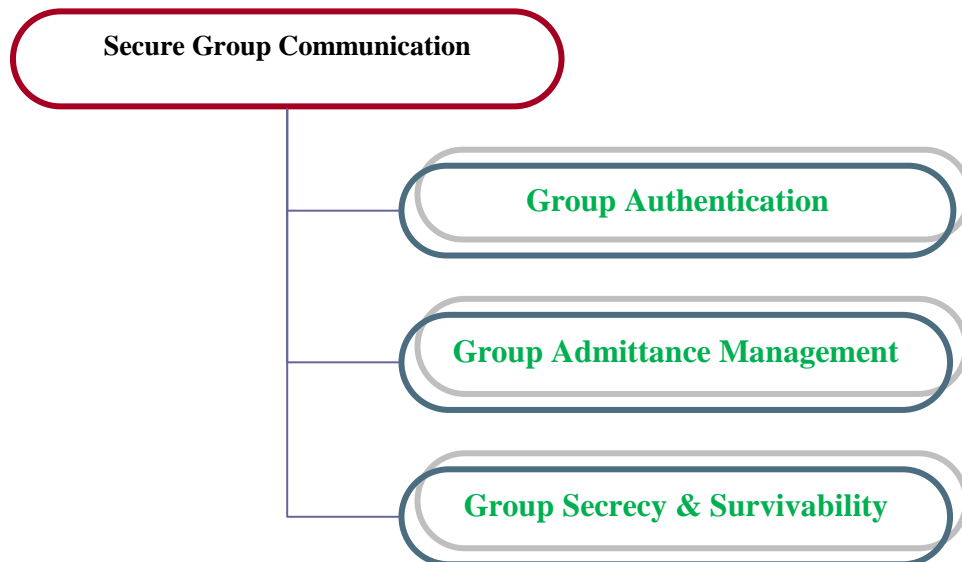 Secure Group Communication
Group Authentication
Group Admittance Management
Group Secrecy & Survivability